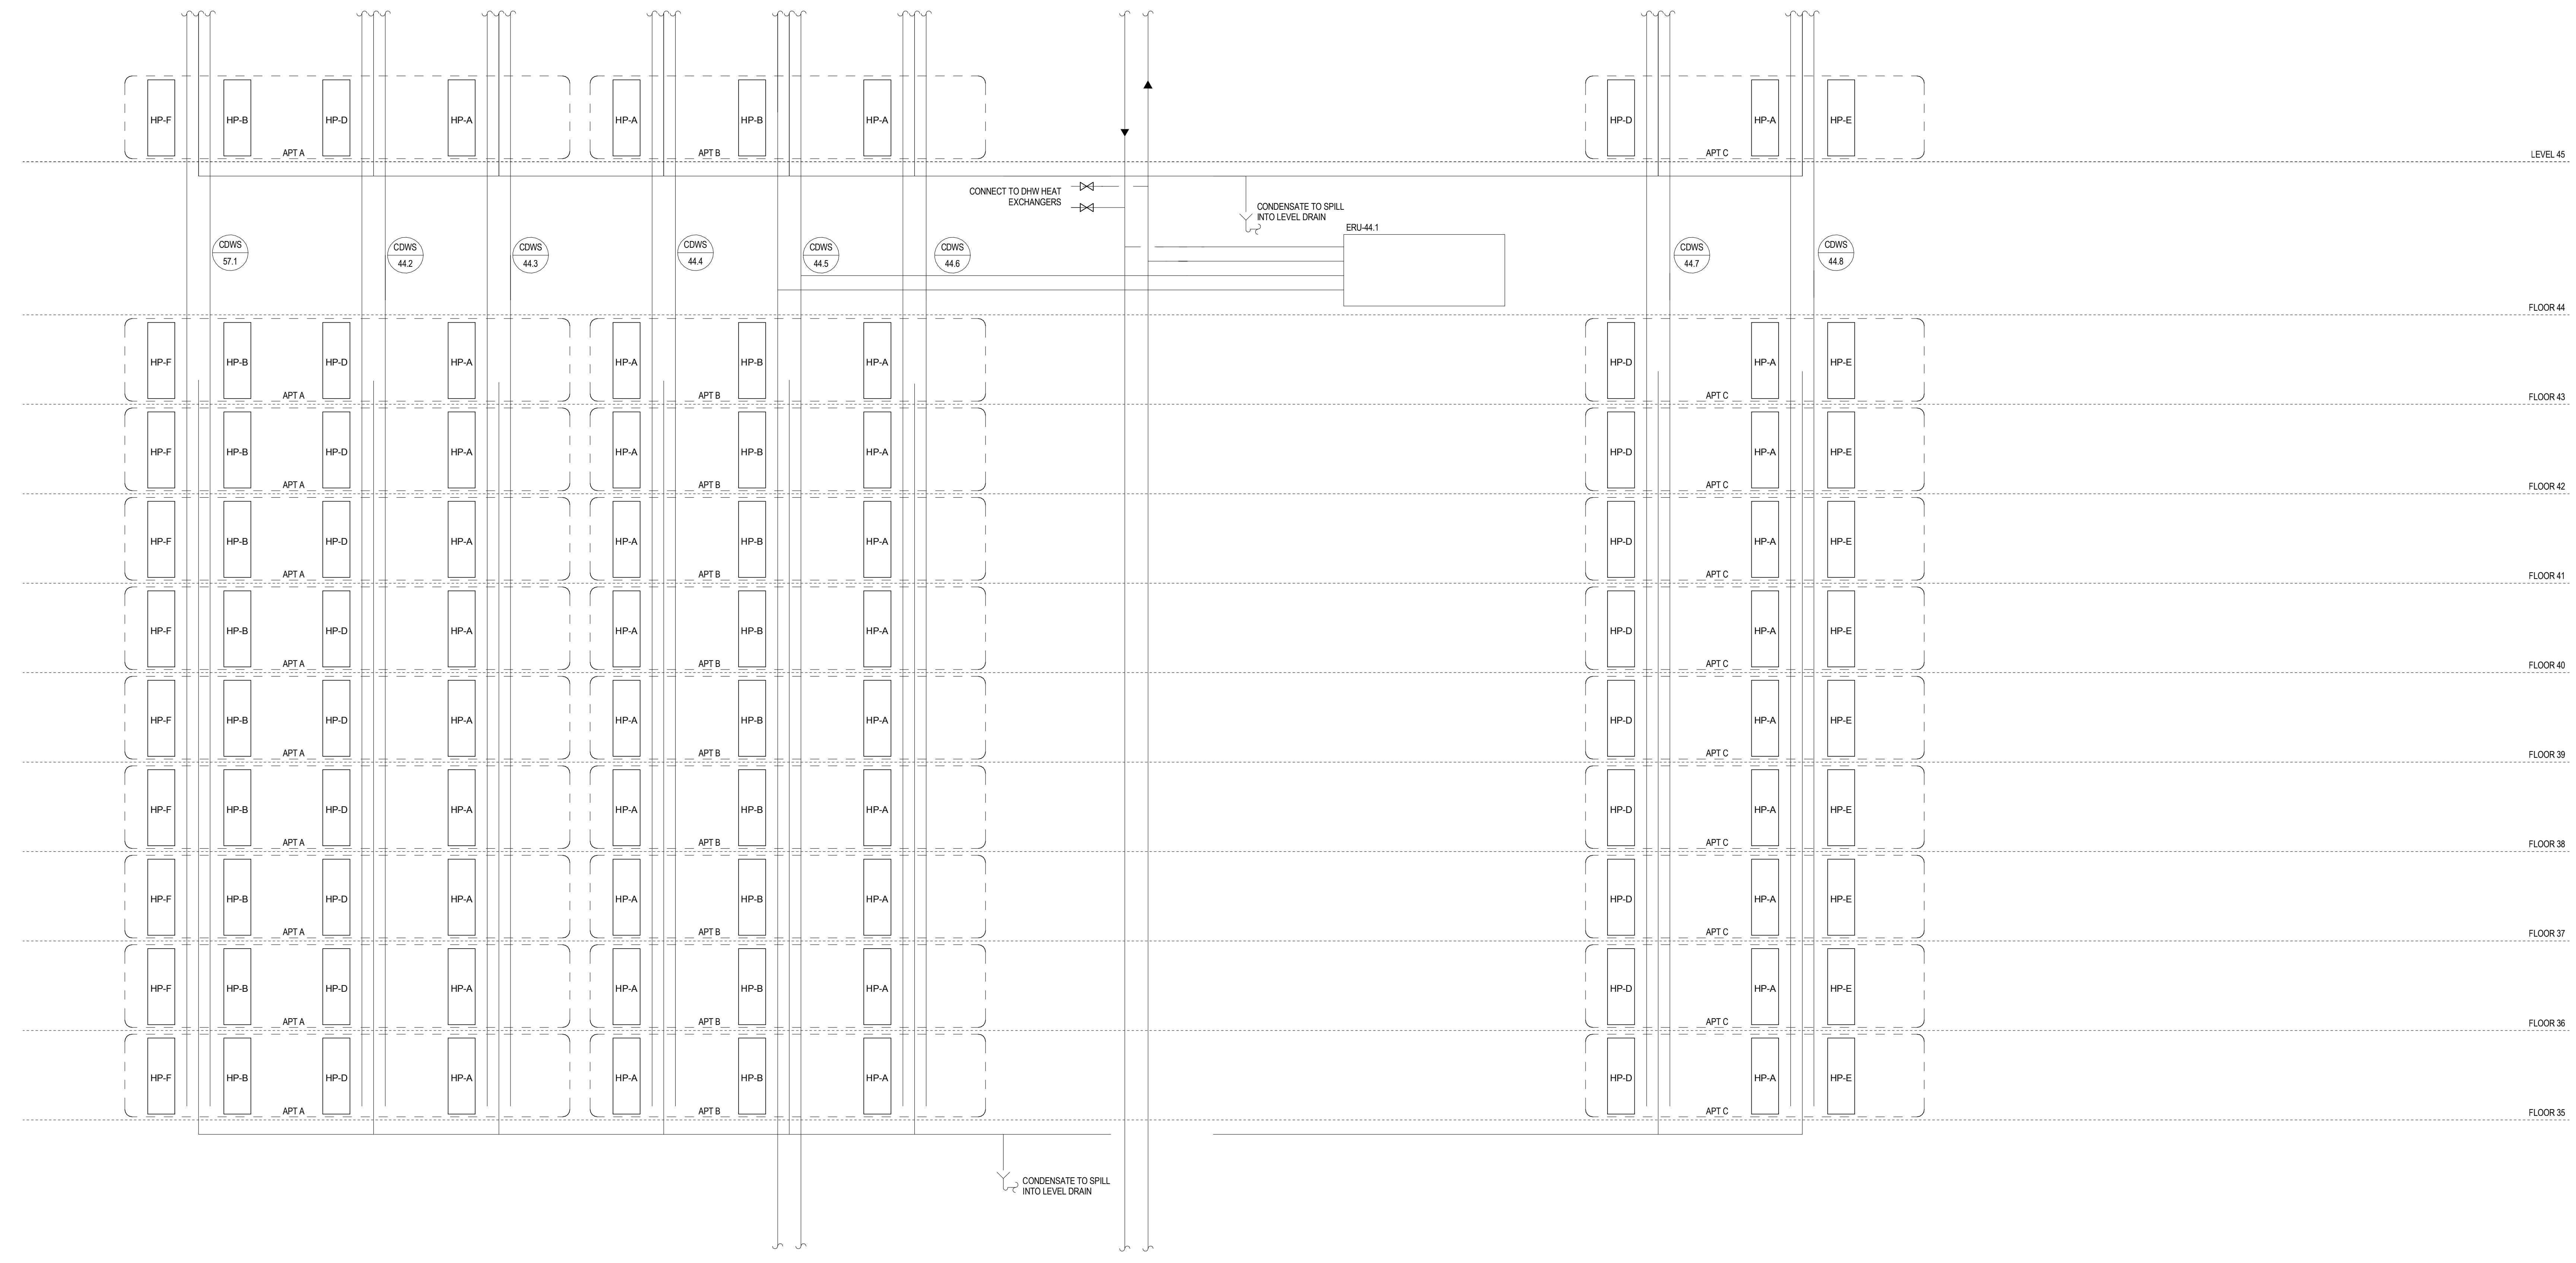 HP-F HP-B HP-D HP-A HP-A HP-B HP-A HP-D HP-A HP-E
APT A APT B APT C
LEVEL 45
CONNECT TO DHW HEAT
EXCHANGERS
CONDENSATE TO SPILL
INTO LEVEL DRAIN
ERU-44.1
CDWS CDWS CDWS CDWS CDWS CDWS CDWS CDWS
57.1 44.2 44.3 44.4 44.5 44.6 44.7 44.8
FLOOR 44
HP-F HP-B HP-D HP-A HP-A HP-B HP-A HP-D HP-A HP-E
APT A APT B APT C
FLOOR 43
HP-F HP-B HP-D HP-A HP-A HP-B HP-A HP-D HP-A HP-E
APT A APT B APT C
FLOOR 42
HP-F HP-B HP-D HP-A HP-A HP-B HP-A HP-D HP-A HP-E
APT A APT B APT C
FLOOR 41
HP-F HP-B HP-D HP-A HP-A HP-B HP-A HP-D HP-A HP-E
APT A APT B APT C
FLOOR 40
HP-F HP-B HP-D HP-A HP-A HP-B HP-A HP-D HP-A HP-E
APT A APT B APT C
FLOOR 39
HP-F HP-B HP-D HP-A HP-A HP-B HP-A HP-D HP-A HP-E
APT A APT B APT C
FLOOR 38
HP-F HP-B HP-D HP-A HP-A HP-B HP-A HP-D HP-A HP-E
APT A APT B APT C
FLOOR 37
HP-F HP-B HP-D HP-A HP-A HP-B HP-A HP-D HP-A HP-E
APT A APT B APT C
FLOOR 36
HP-F HP-B HP-D HP-A HP-A HP-B HP-A HP-D HP-A HP-E
APT A APT B APT C
FLOOR 35
CONDENSATE TO SPILL
INTO LEVEL DRAIN